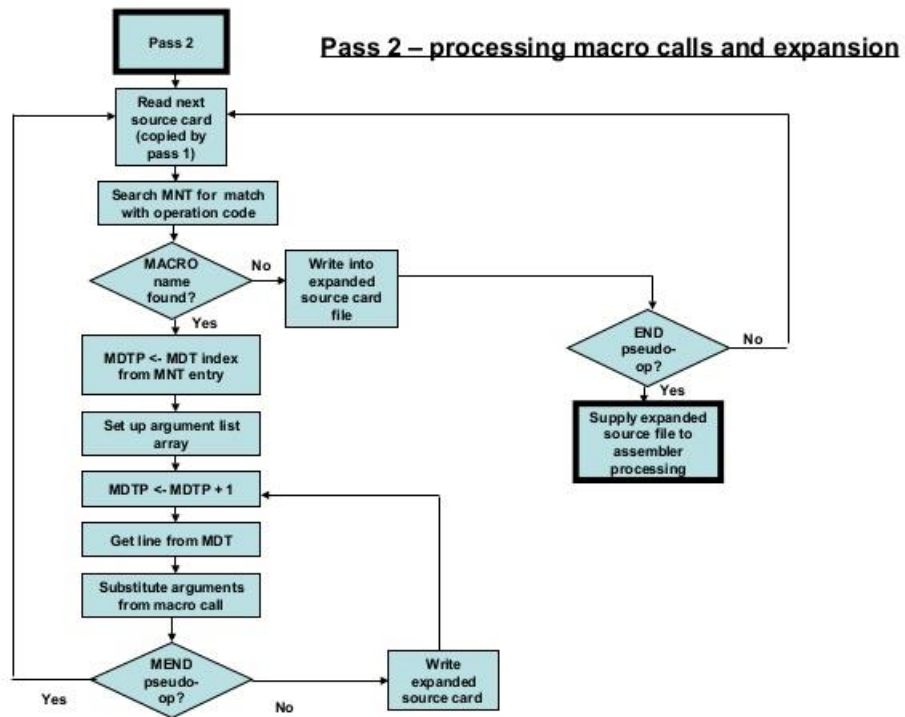 Pass 2
Pass 2 – processing macro calls and expansion
Read next
source card
(copied by
pass 1)
Search MNT for match
with operation code
MACRO
name
found?
No
Write into
expanded
source card
file
Yes
END
pseudo-
op?
No
Yes
MDTP <- MDT index
from MNT entry
Supply expanded
source file to
assembler
processing
Set up argument list
array
MDTP <- MDTP + 1
Get line from MDT
Substitute arguments
from macro call
MEND
pseudo-
op?
Yes
No
Write
expanded
source card